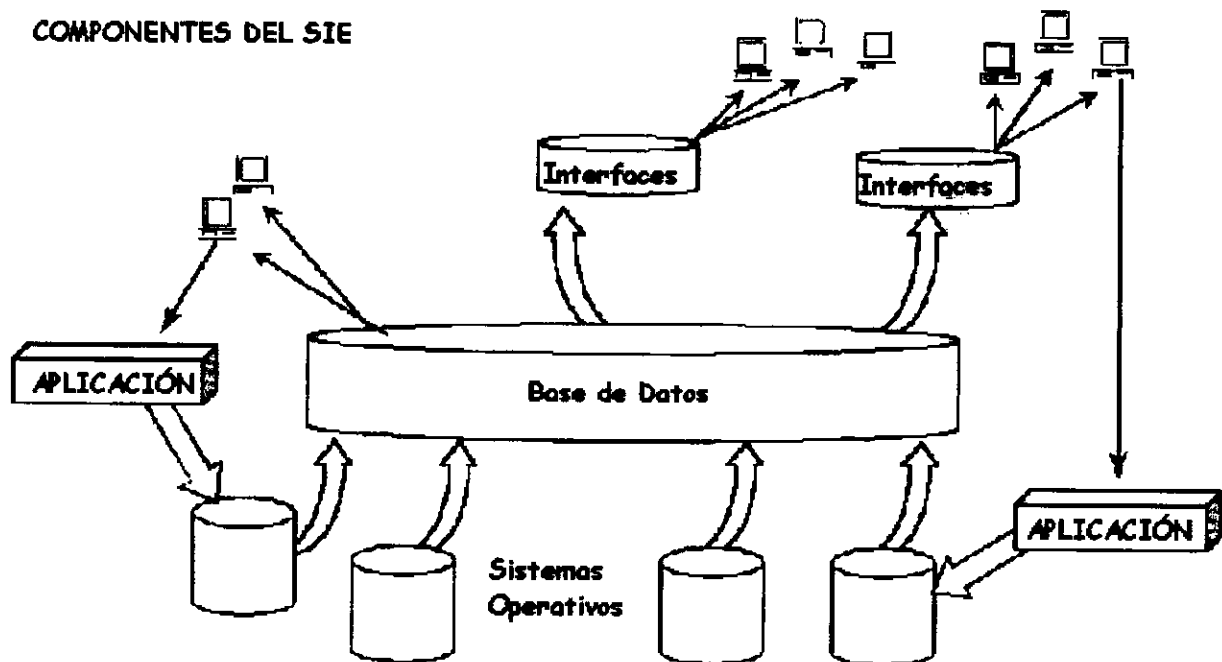 COMPONENTES DEL SIE
Interfaces
Interfaces
APLICACIÓN
Base de Datos
Sistemas
Operativos
APLICACIÓN